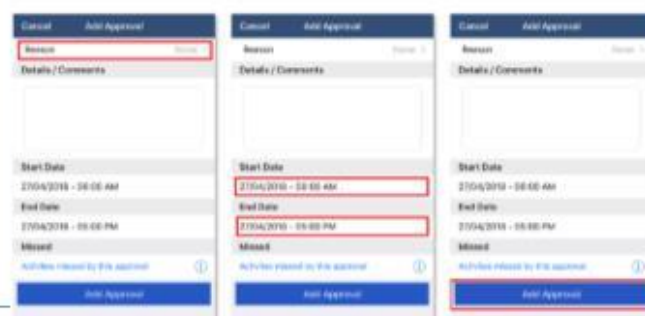 Cancel Add Approval
Reason None >
Details / Comments
Start Date
27/04/2018 - 08:00 AM
End Date
27/04/2018 - 05:00 PM
Missed
Activities missed by this approval
Add Approval
Cancel Add Approval
Reason None >
Details / Comments
Start Date
27/04/2018 - 08:00 AM
End Date
27/04/2018 - 05:00 PM
Missed
Activities missed by this approval
Add Approval
Cancel Add Approval
Reason None >
Details / Comments
Start Date
27/04/2018 - 08:00 AM
End Date
27/04/2018 - 05:00 PM
Missed
Activities missed by this approval
Add Approval